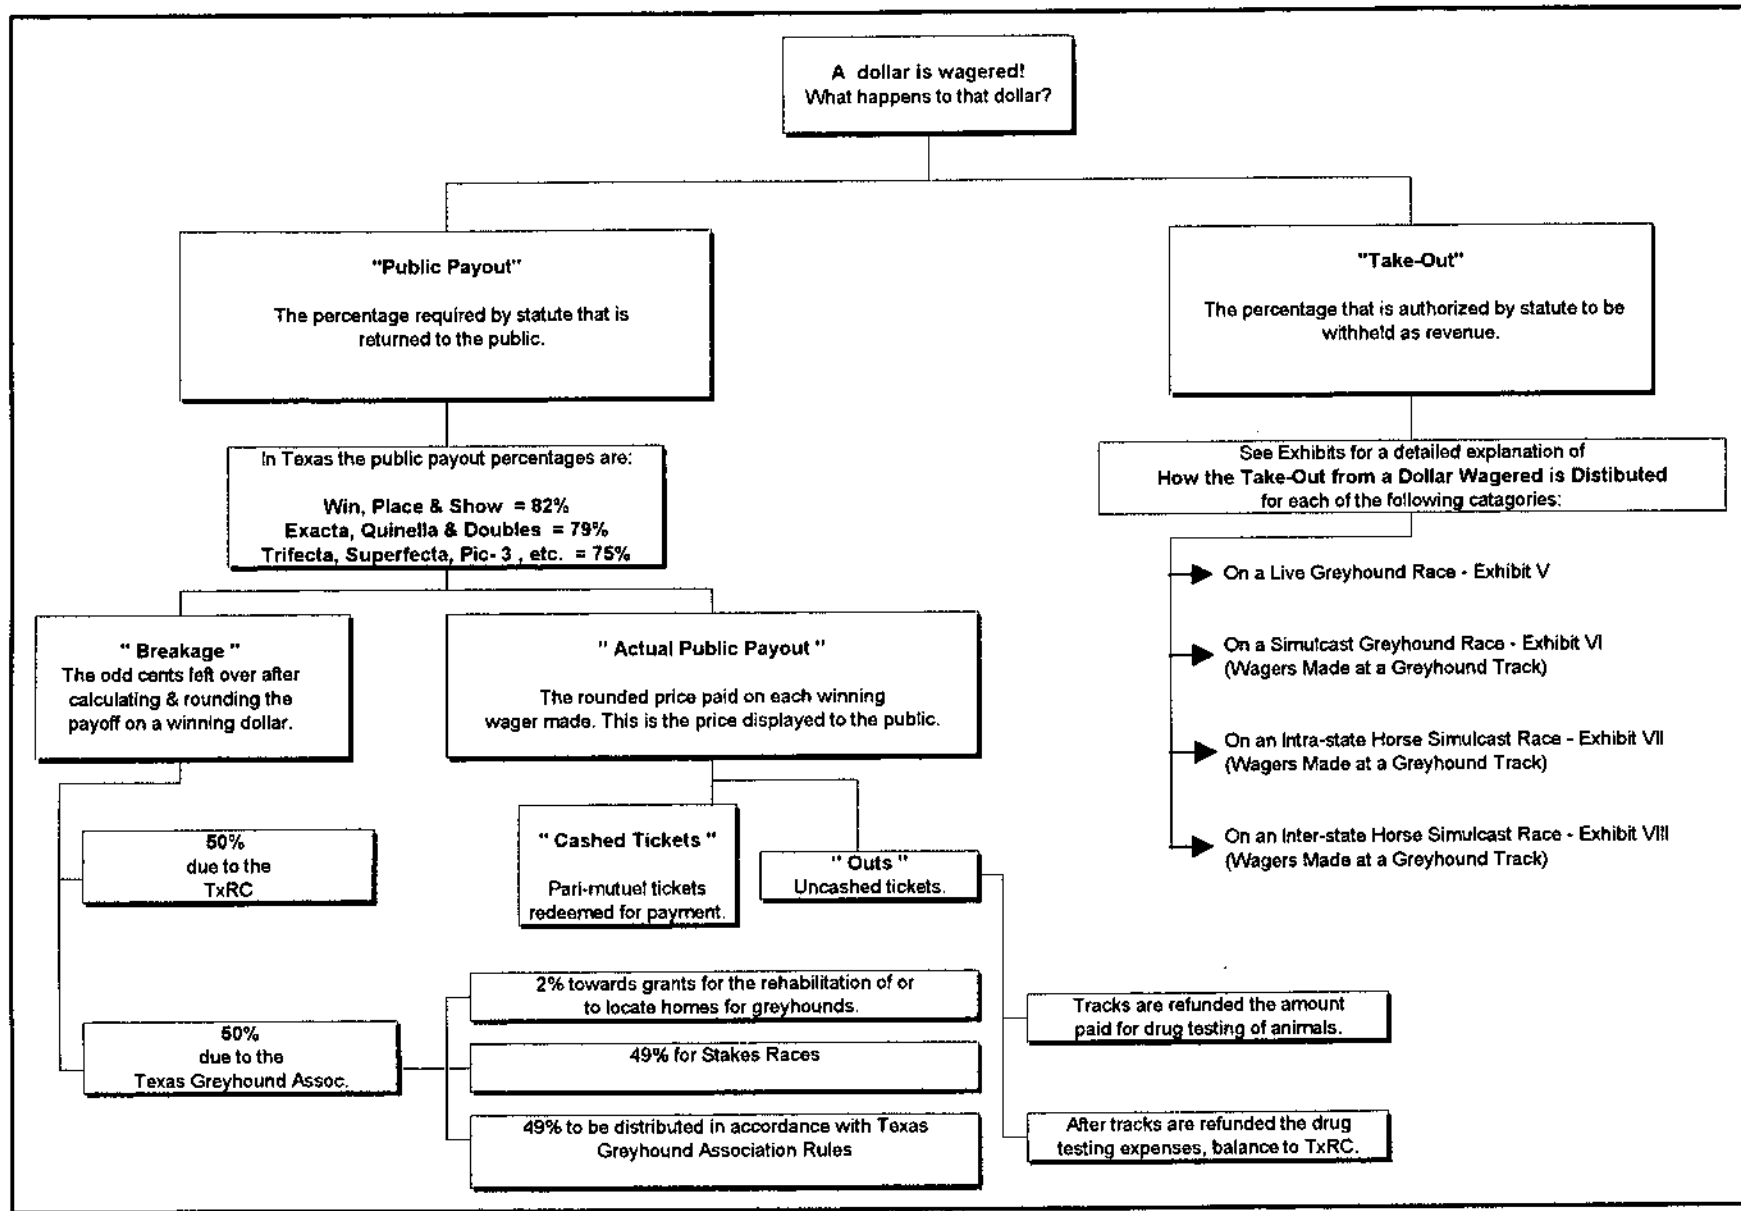 A dollar is wagered!
What happens to that dollar?
"Public Payout"
The percentage required by statute that is
returned to the public.
"Take-Out"
The percentage that is authorized by statute to be
withheld as revenue.
In Texas the public payout percentages are:
Win, Place & Show = 82%
Exacta, Quinella & Doubles = 79%
Trifecta, Superfecta, Pic- 3 , etc. = 75%
See Exhibits for a detailed explanation of
How the Take-Out from a Dollar Wagered is Distibuted
for each of the following catagories:
On a Live Greyhound Race - Exhibit V
On a Simulcast Greyhound Race - Exhibit VI
(Wagers Made at a Greyhound Track)
On an Intra-state Horse Simulcast Race - Exhibit VII
(Wagers Made at a Greyhound Track)
On an Inter-state Horse Simulcast Race - Exhibit VIII
(Wagers Made at a Greyhound Track)
" Breakage "
The odd cents left over after
calculating & rounding the
payoff on a winning dollar.
" Actual Public Payout "
The rounded price paid on each winning
wager made. This is the price displayed to the public.
50%
due to the
TxRC
" Cashed Tickets "
Pari-mutuel tickets
redeemed for payment.
" Outs "
Uncashed tickets.
50%
due to the
Texas Greyhound Assoc.
2% towards grants for the rehabilitation of or
to locate homes for greyhounds.
49% for Stakes Races
49% to be distributed in accordance with Texas
Greyhound Association Rules
Tracks are refunded the amount
paid for drug testing of animals.
After tracks are refunded the drug
testing expenses, balance to TxRC.